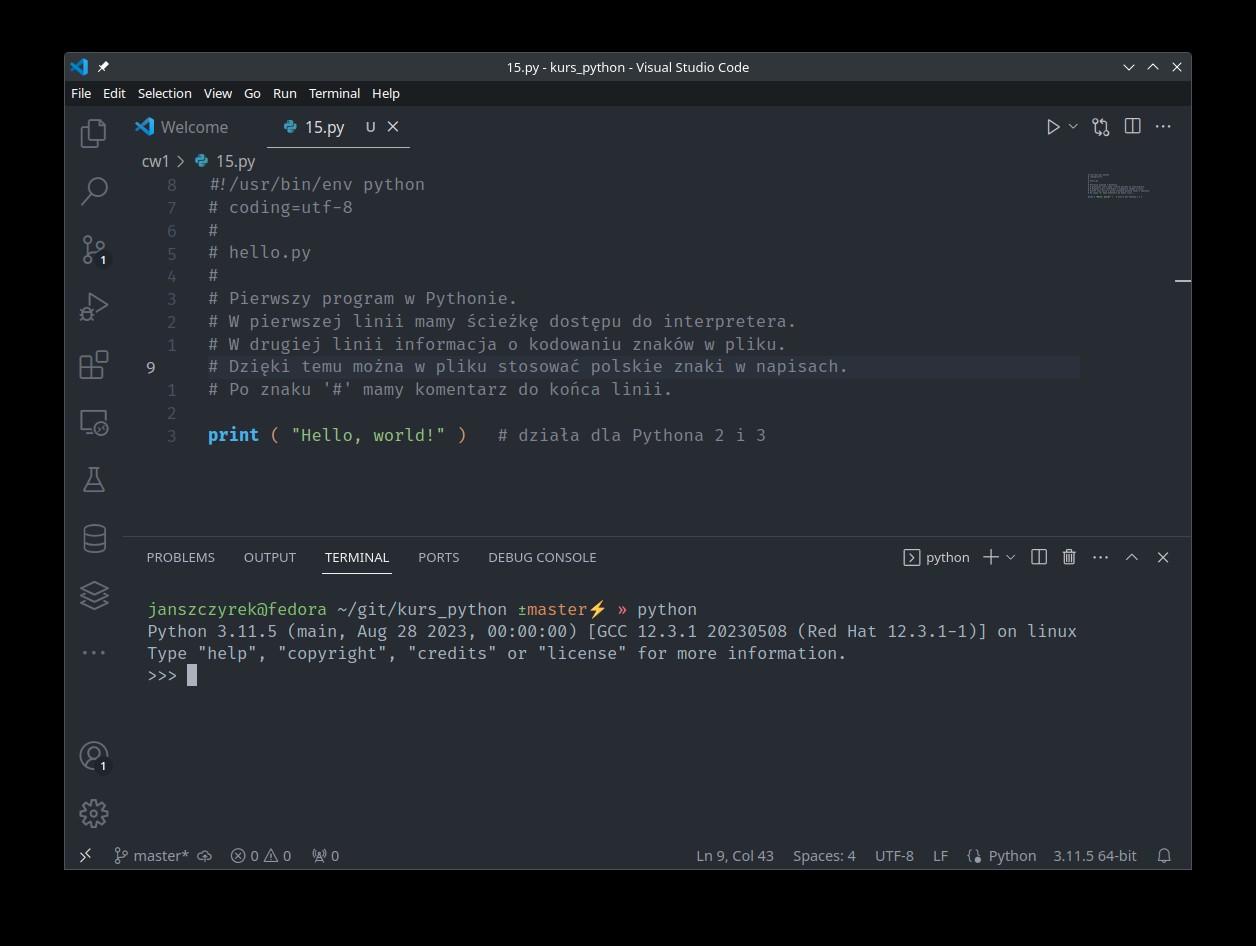 15.py - kurs_python - Visual Studio Code
File Edit Selection View Go Run Terminal Help
Welcome 15.py U
cw1 > 15.py
8 #!/usr/bin/env python
7 # coding=utf-8
6 #
5 # hello.py
4 #
3 # Pierwszy program w Pythonie.
2 # W pierwszej linii mamy ścieżkę dostępu do interpretera.
1 # W drugiej linii informacja o kodowaniu znaków w pliku.
9 # Dzięki temu można w pliku stosować polskie znaki w napisach.
1 # Po znaku '#' mamy komentarz do końca linii.
2
3 print ( "Hello, world!" ) # działa dla Pythona 2 i 3
1
PROBLEMS OUTPUT TERMINAL PORTS DEBUG CONSOLE python
janszczyrek@fedora ~/git/kurs_python ±master⚡ » python
Python 3.11.5 (main, Aug 28 2023, 00:00:00) [GCC 12.3.1 20230508 (Red Hat 12.3.1-1)] on linux
Type "help", "copyright", "credits" or "license" for more information.
>>>
1
master* 0 0 0 Ln 9, Col 43 Spaces: 4 UTF-8 LF Python 3.11.5 64-bit